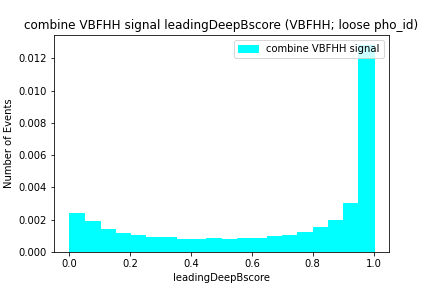 combine VBFHH signal leadingDeepBscore (VBFHH; loose pho_id)
combine VBFHH signal
0.012
0.010
0.008
0.006
0.004
0.002
0.000
Number of Events
0.0 0.2 0.4 0.6 0.8 1.0
leadingDeepBscore